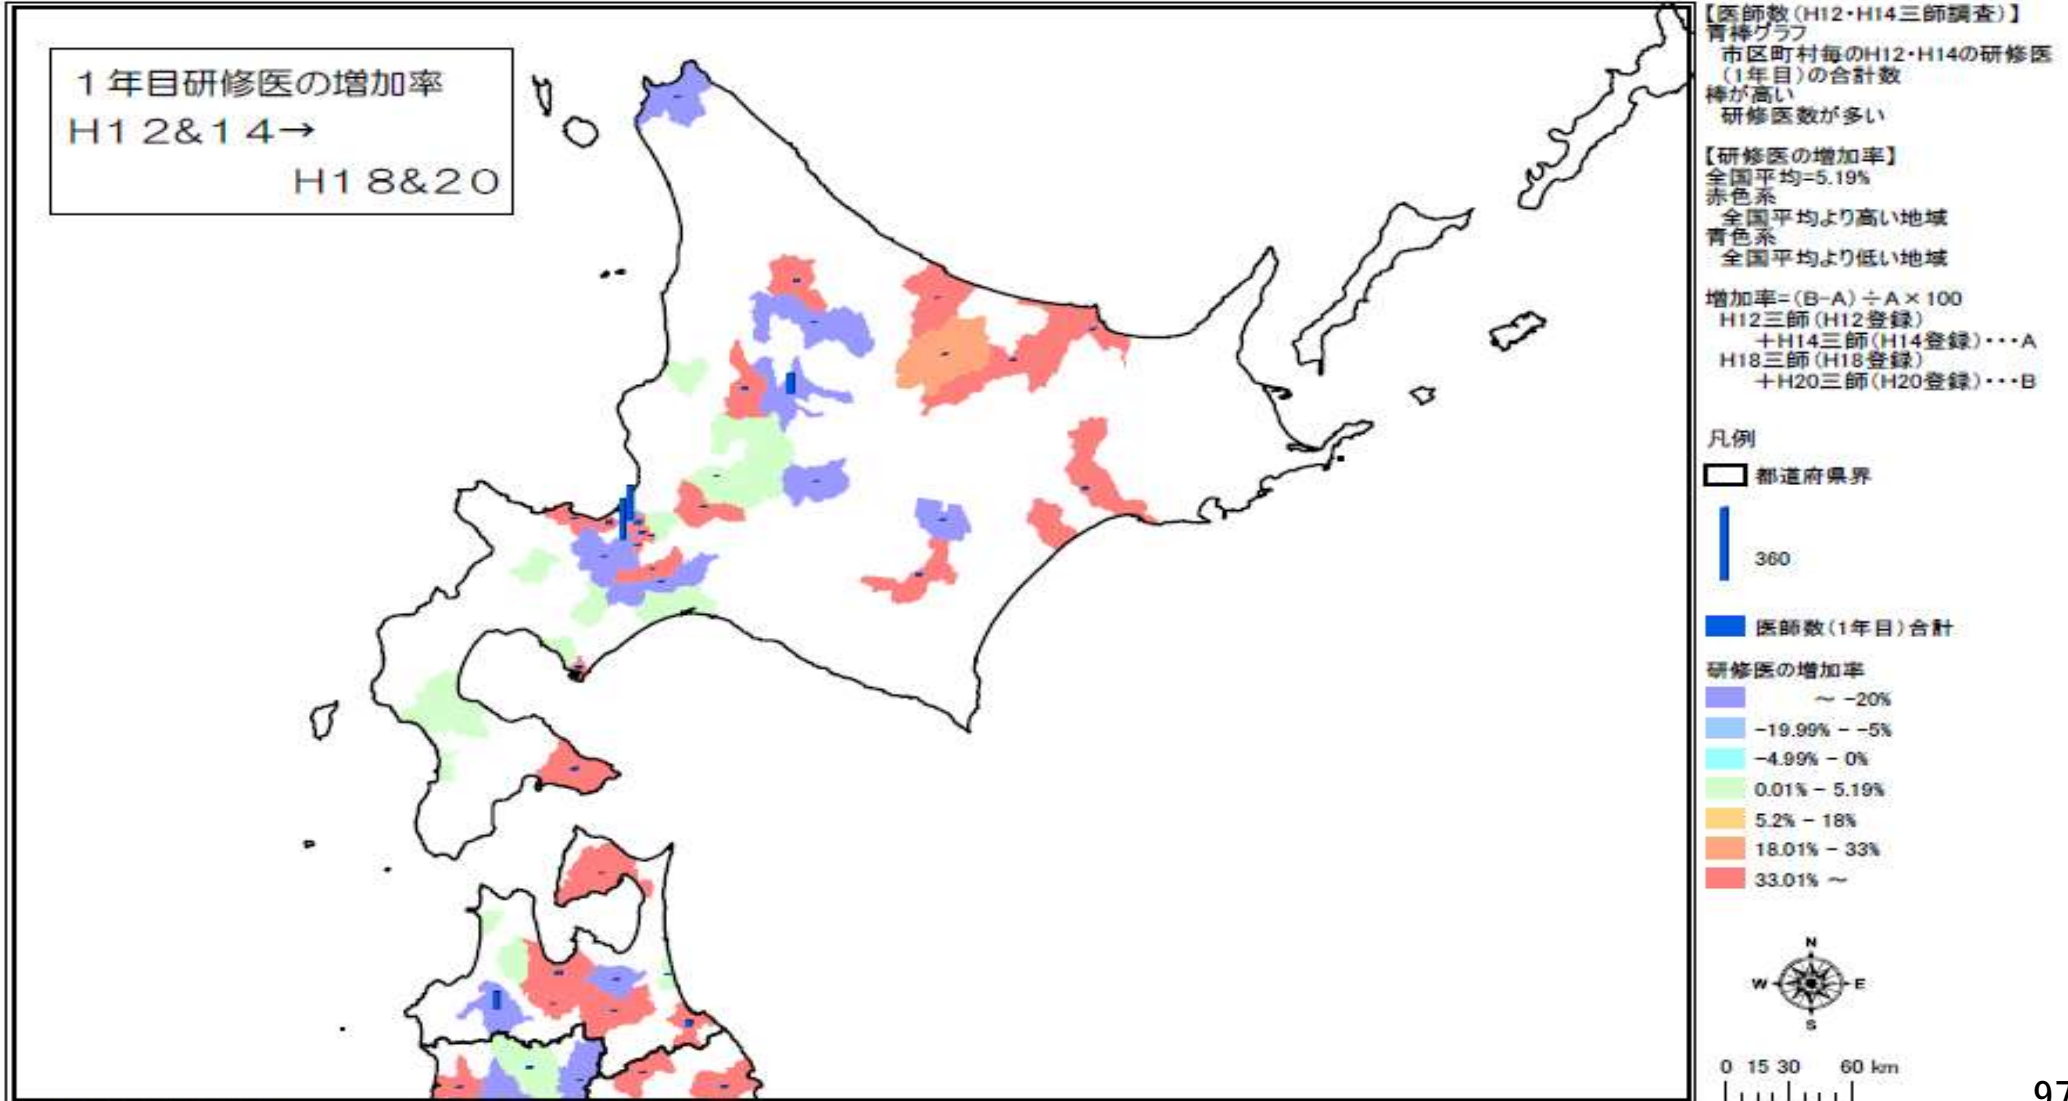 １年目研修医の増加率
H１２&１４→
H１８&２０
【医師数(H12・H14三師調査)】
青棒グラフ
市区町村毎のH12・H14の研修医
(1年目)の合計数
棒が高い
研修医数が多い
【研修医の増加率】
全国平均=5.19%
赤色系
全国平均より高い地域
青色系
全国平均より低い地域
増加率=(B-A)÷A×100
H12三師(H12登録)
+H14三師(H14登録)・・・A
H18三師(H18登録)
+H20三師(H20登録)・・・B
凡例
都道府県界
360
医師数(1年目)合計
研修医の増加率
～ -20%
-19.99% - -5%
-4.99% - 0%
0.01% - 5.19%
5.2% - 18%
18.01% - 33%
33.01% ～
N
W E
S
0 15 30 60 km
97